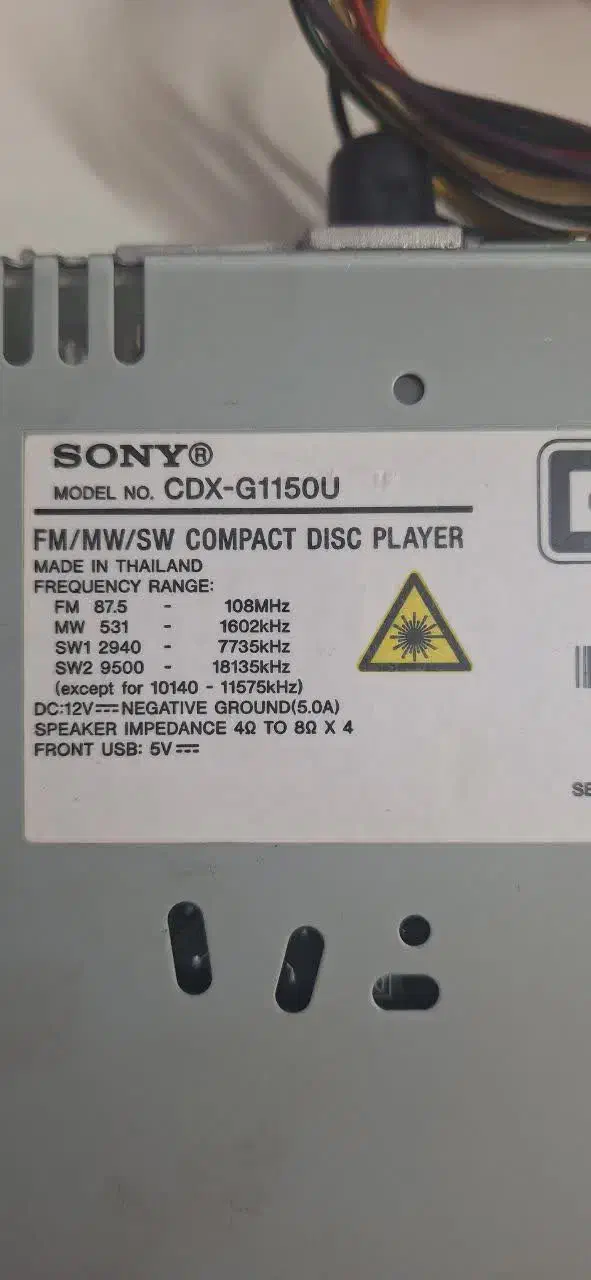 SONY®
MODEL NO. CDX-G1150U
FM/MW/SW COMPACT DISC PLAYER
MADE IN THAILAND
FREQUENCY RANGE:
FM 87.5 - 108MHz
MW 531 - 1602kHz
SW1 2940 - 7735kHz
SW2 9500 - 18135kHz
(except for 10140 - 11575kHz)
DC:12V⎓NEGATIVE GROUND(5.0A)
SPEAKER IMPEDANCE 4Ω TO 8Ω X 4
FRONT USB: 5V⎓